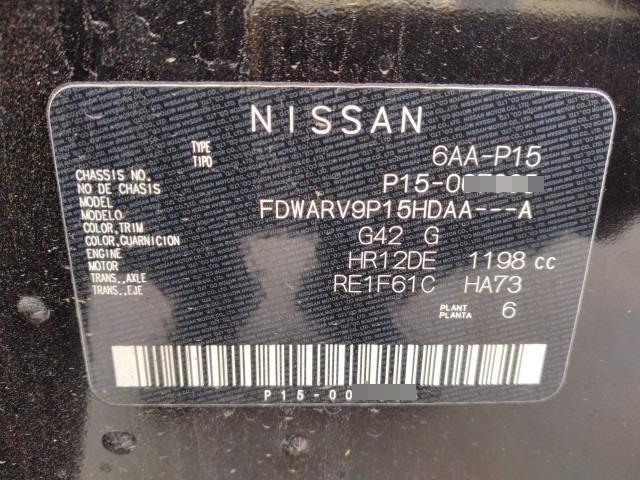 NISSAN
TYPE
TIPO 6AA-P15
CHASSIS NO.
NO DE CHASSIS P15-00
MODEL
MODELO FDWARV9P15HDAA---A
COLOR,TRIM
COLOR,GUARNICION G42 G
ENGINE
MOTOR HR12DE 1198 cc
TRANS.,AXLE
TRANS.,EJE RE1F61C HA73
PLANT
PLANTA 6
P15-00